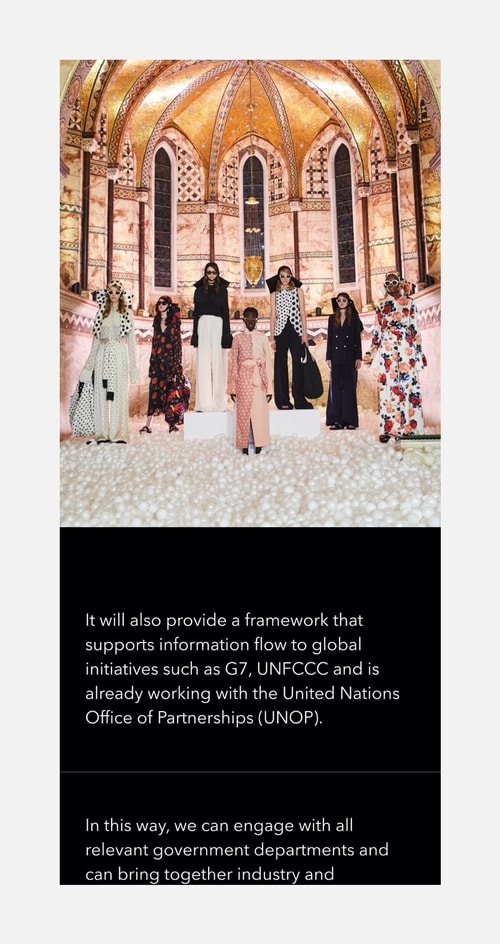 It will also provide a framework that
supports information flow to global
initiatives such as G7, UNFCCC and is
already working with the United Nations
Office of Partnerships (UNOP).
In this way, we can engage with all
relevant government departments and
can bring together industry and